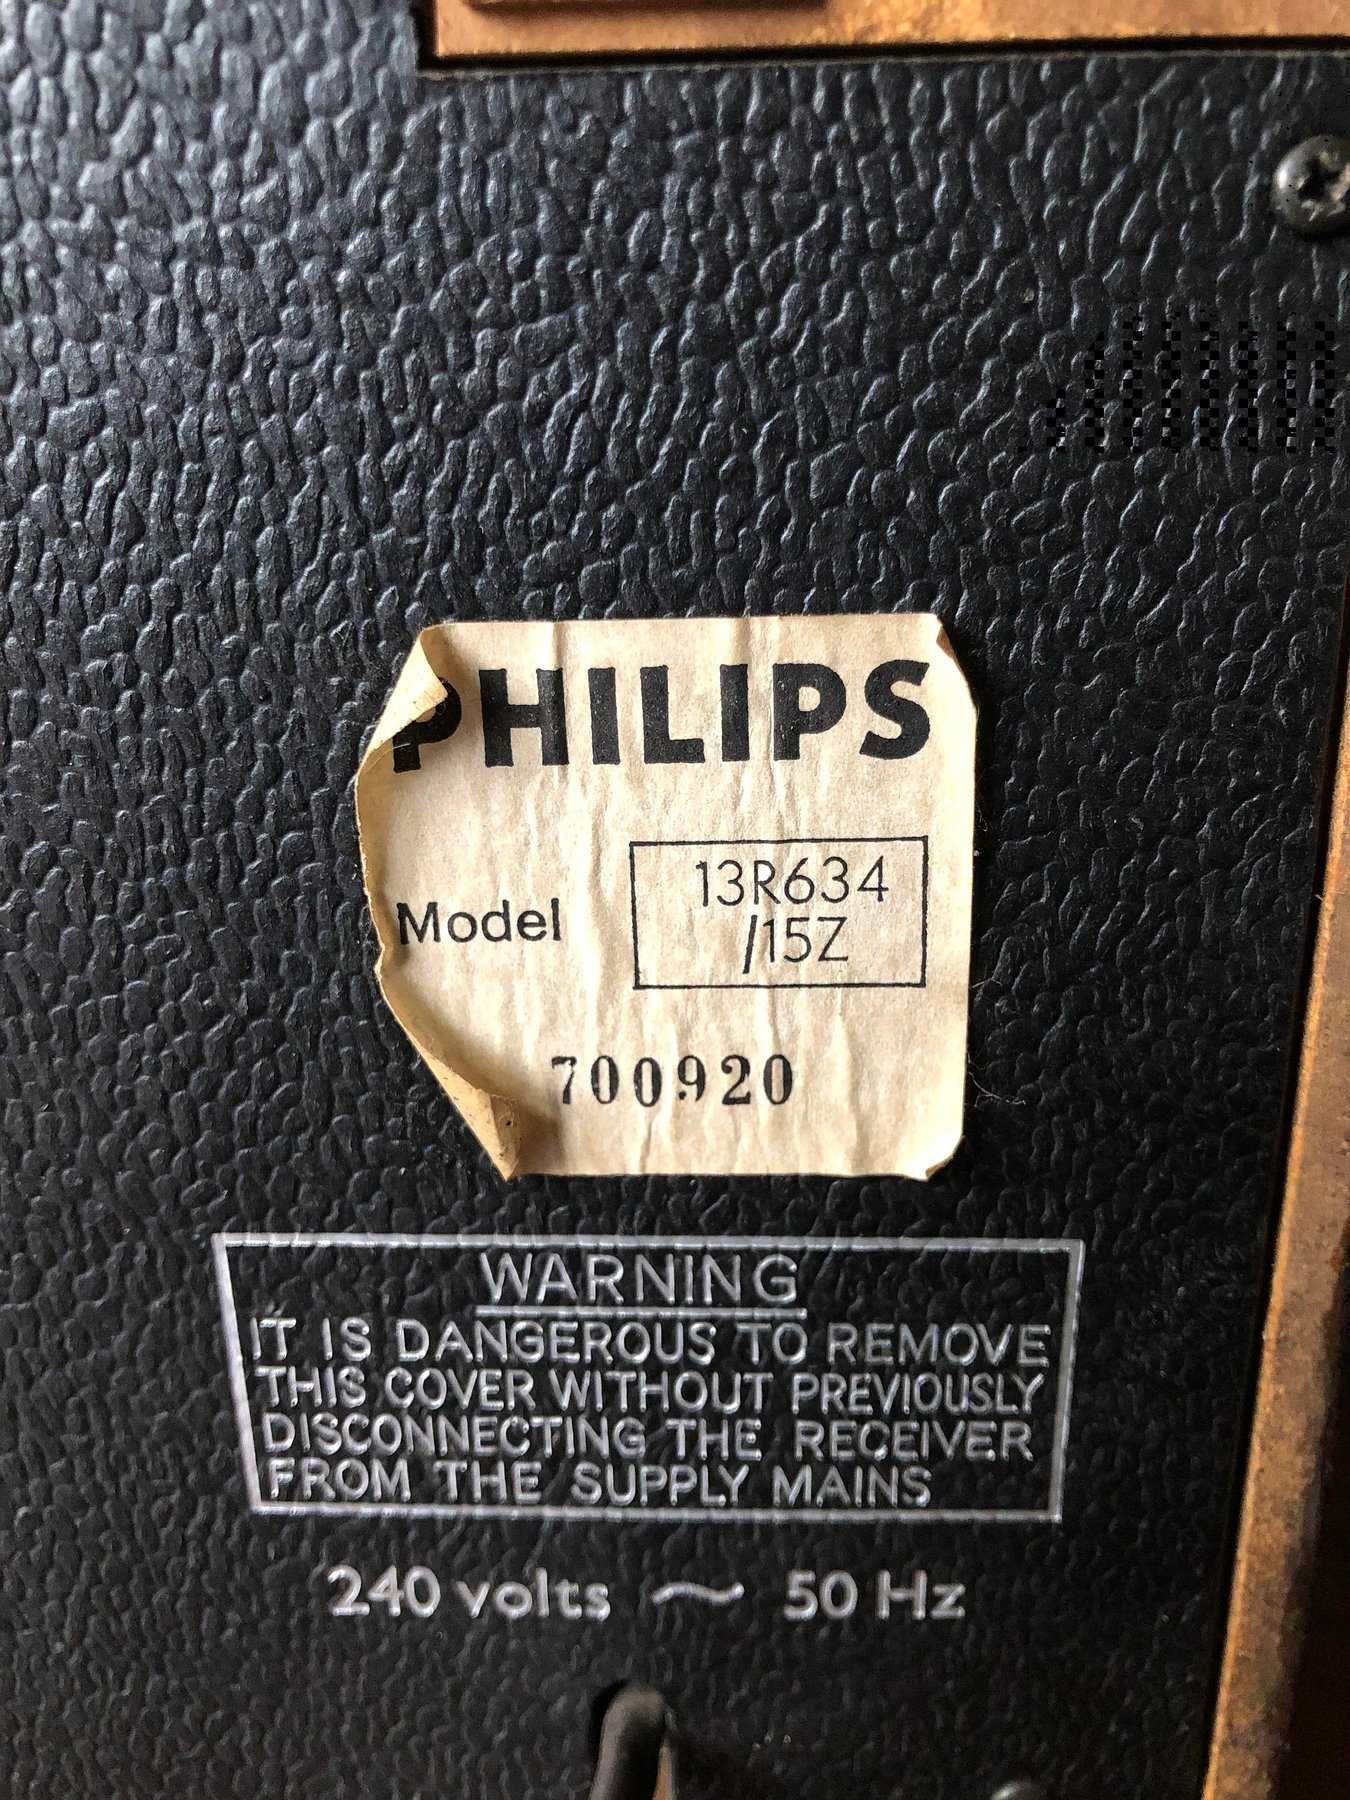 PHILIPS
Model
13R634
/15Z
700920
WARNING
IT IS DANGEROUS TO REMOVE
THIS COVER WITHOUT PREVIOUSLY
DISCONNECTING THE RECEIVER
FROM THE SUPPLY MAINS
240 volts ~ 50 Hz